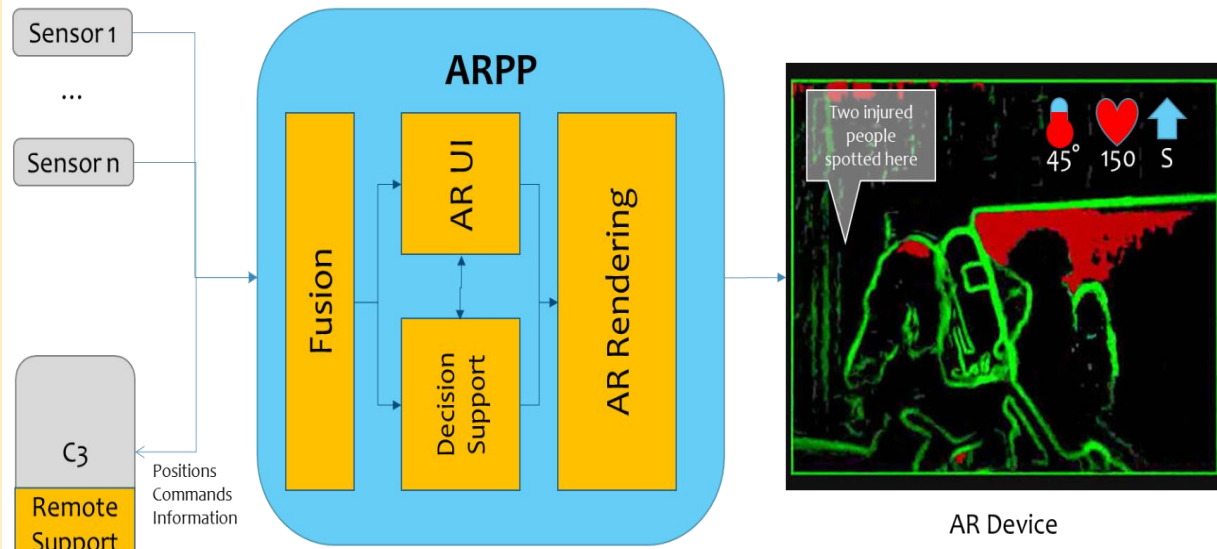 Sensor 1
...
Sensor n
C3
Remote
Support
Positions
Commands
Information
ARPP
Fusion
AR UI
Decision
Support
AR Rendering
Two injured
people
spotted here
45°
150
S
AR Device